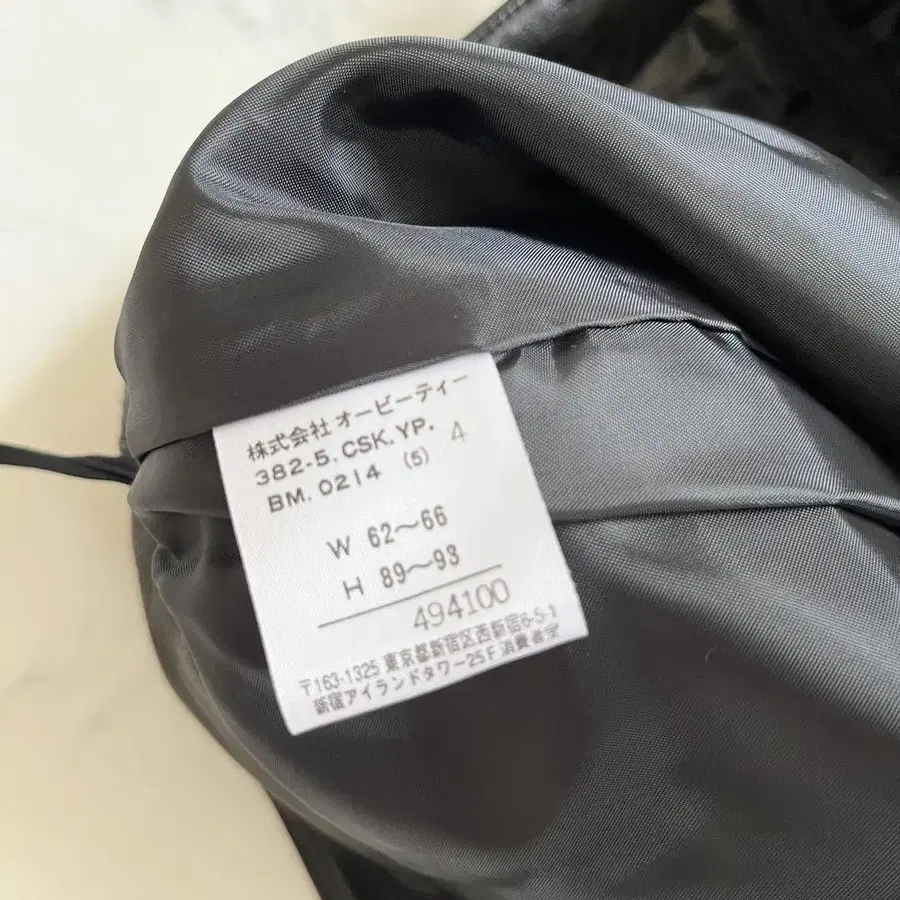 株式会社 オービーティー
382-5.CSK.YP. 4
BM.0214 (5)
W 62〜66
H 89〜93
494100
〒163-1325 東京都新宿区西新宿6-5-1
新宿アイランドタワー25F 消費者室